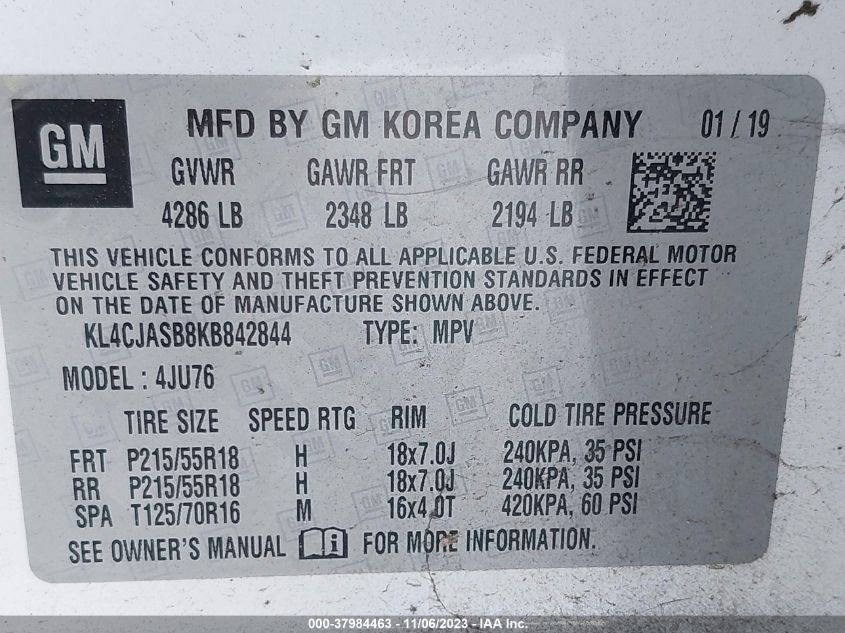 GM MFD BY GM KOREA COMPANY 01 / 19
GVWR GAWR FRT GAWR RR
4286 LB 2348 LB 2194 LB
THIS VEHICLE CONFORMS TO ALL APPLICABLE U.S. FEDERAL MOTOR
VEHICLE SAFETY AND THEFT PREVENTION STANDARDS IN EFFECT
ON THE DATE OF MANUFACTURE SHOWN ABOVE.
KL4CJASB8KB842844 TYPE: MPV
MODEL : 4JU76
TIRE SIZE SPEED RTG RIM COLD TIRE PRESSURE
FRT P215/55R18 H 18x7.0J 240KPA, 35 PSI
RR P215/55R18 H 18x7.0J 240KPA, 35 PSI
SPA T125/70R16 M 16x4.0T 420KPA, 60 PSI
SEE OWNER'S MANUAL i FOR MORE INFORMATION.
000-37984463 - 11/06/2023 - IAA Inc.